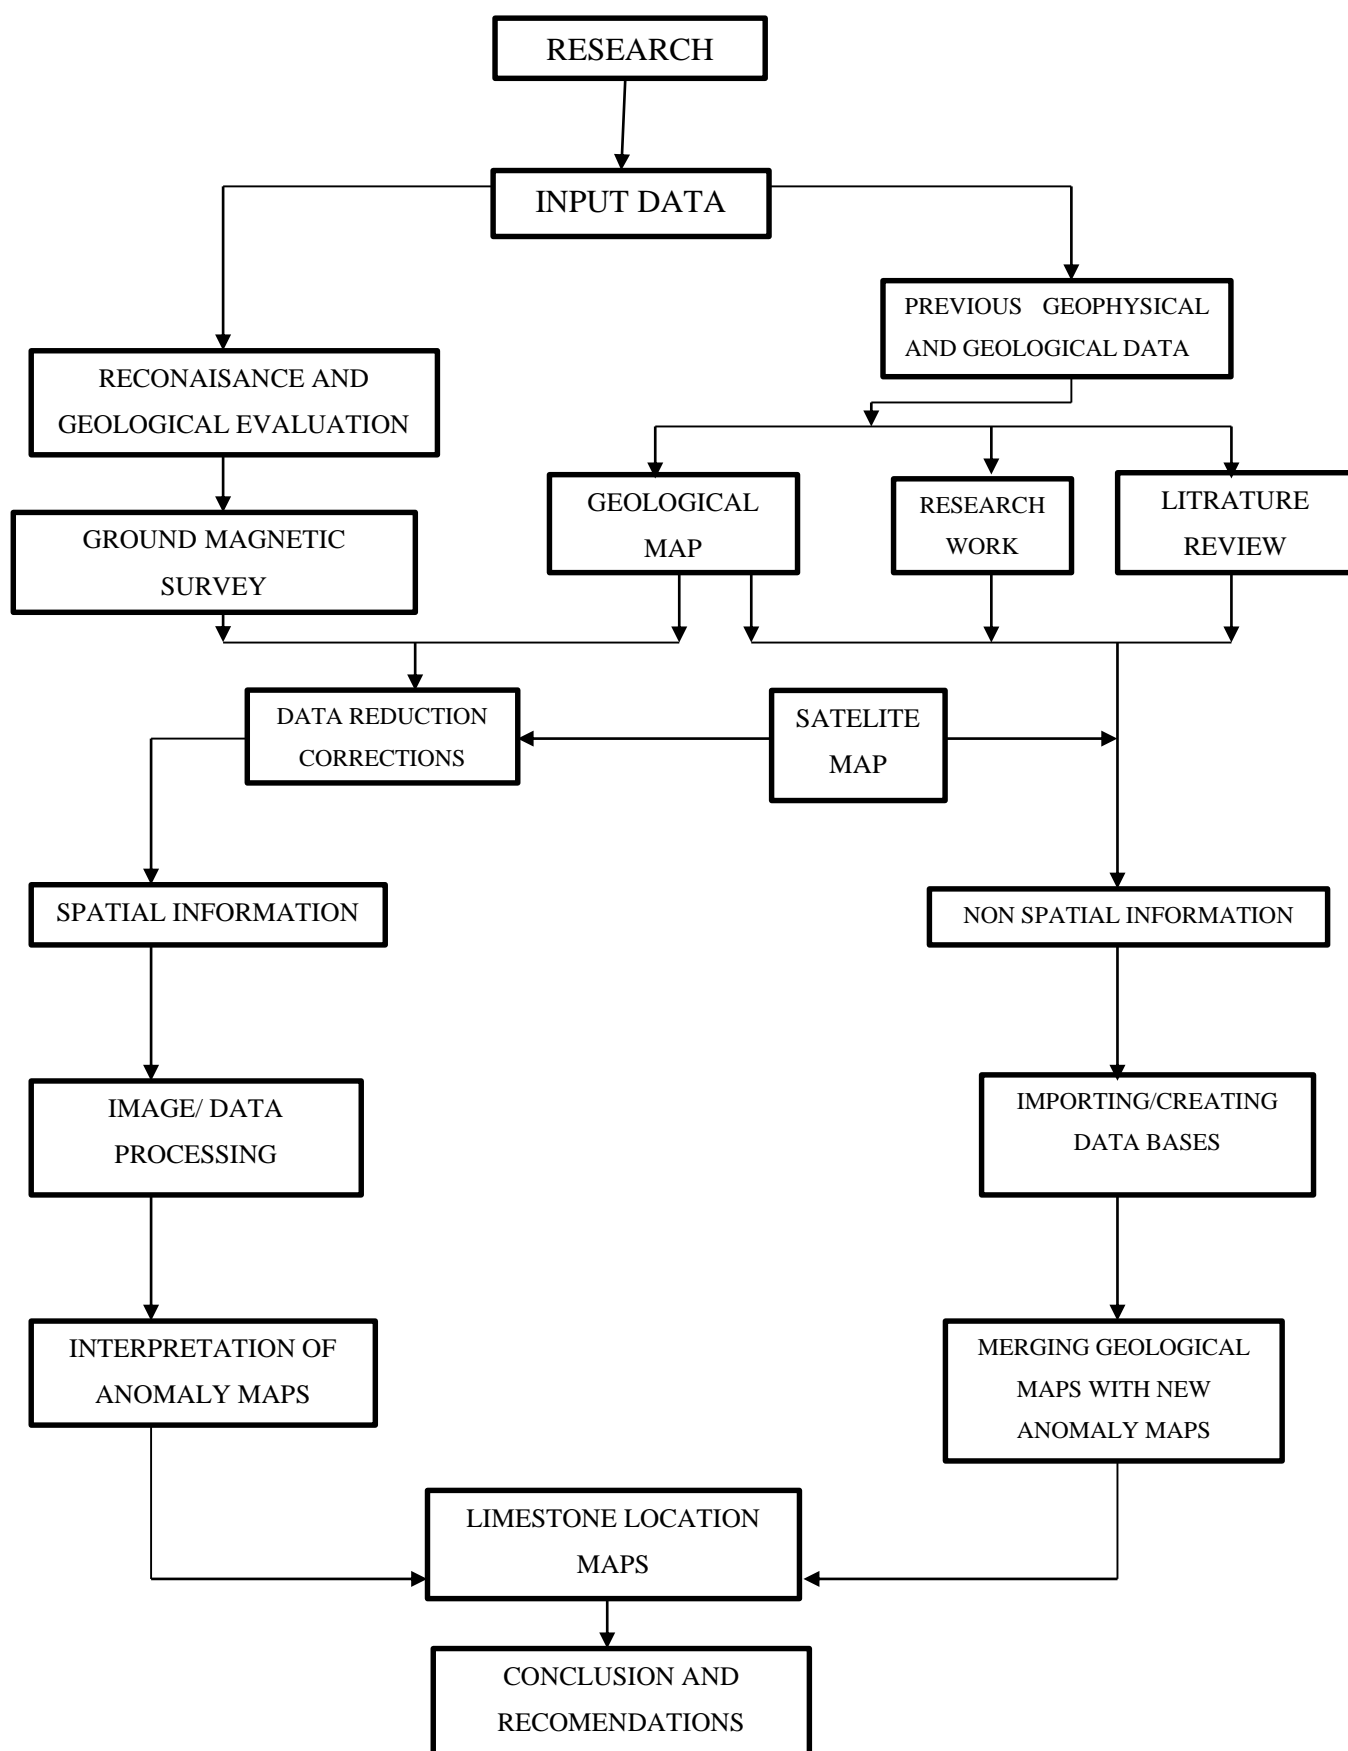 RESEARCH
INPUT DATA
PREVIOUS GEOPHYSICAL
AND GEOLOGICAL DATA
RECONAISANCE AND
GEOLOGICAL EVALUATION
GEOLOGICAL
MAP
RESEARCH
WORK
LITRATURE
REVIEW
GROUND MAGNETIC
SURVEY
DATA REDUCTION
CORRECTIONS
SATELITE
MAP
SPATIAL INFORMATION
NON SPATIAL INFORMATION
IMAGE/ DATA
PROCESSING
IMPORTING/CREATING
DATA BASES
INTERPRETATION OF
ANOMALY MAPS
MERGING GEOLOGICAL
MAPS WITH NEW
ANOMALY MAPS
LIMESTONE LOCATION
MAPS
CONCLUSION AND
RECOMENDATIONS